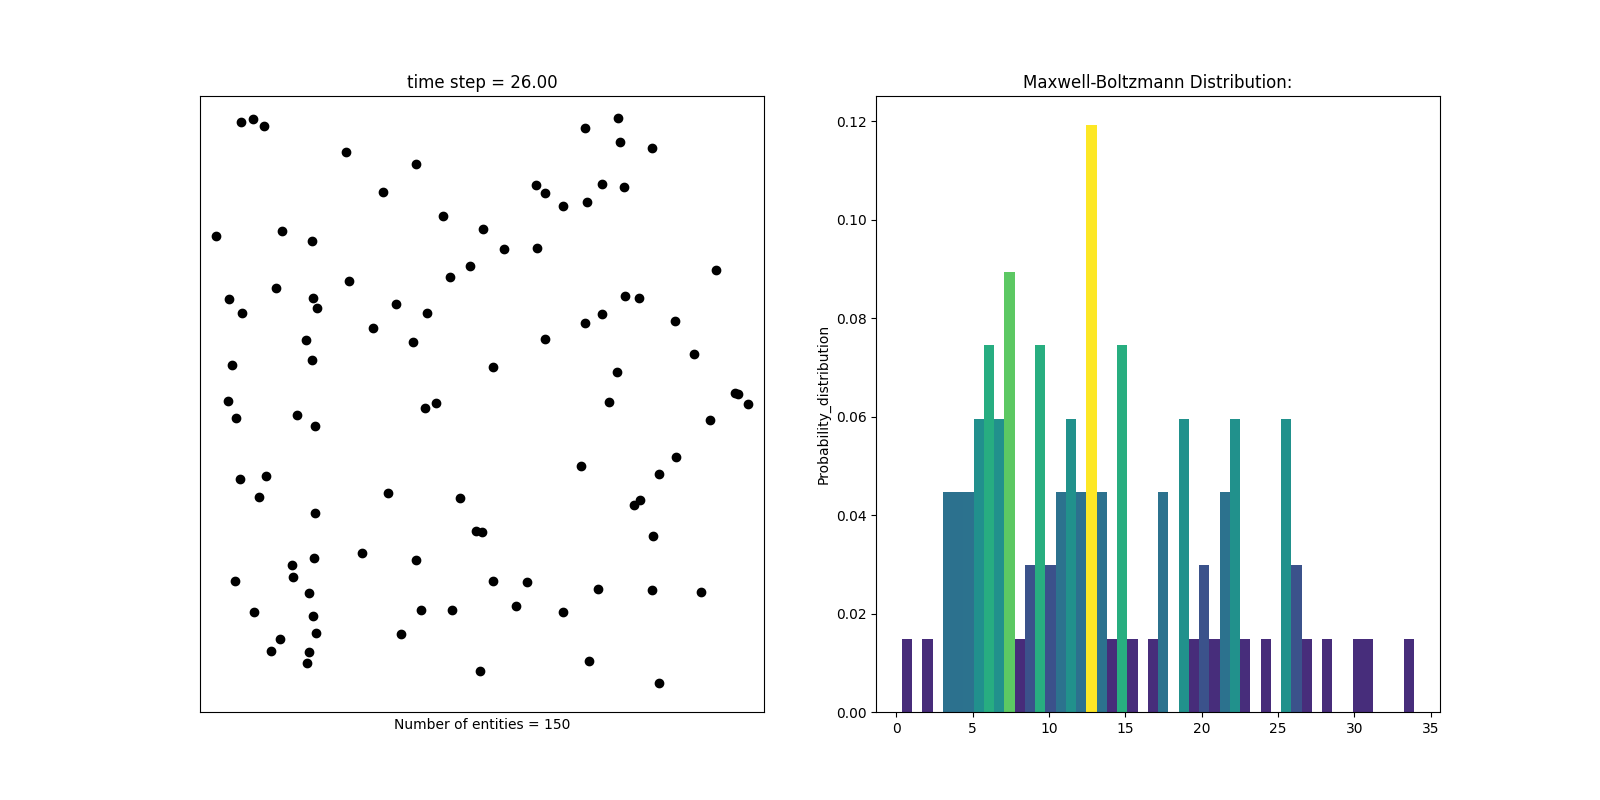 time step = 26.00
Number of entities = 150
Maxwell-Boltzmann Distribution:
Probability_distribution
0.12
0.10
0.08
0.06
0.04
0.02
0.00
0 5 10 15 20 25 30 35